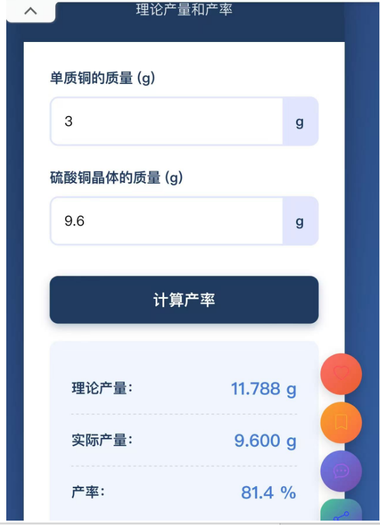 理论产量和产率
单质铜的质量 (g)
3 g
硫酸铜晶体的质量 (g)
9.6 g
计算产率
理论产量： 11.788 g
实际产量： 9.600 g
产率： 81.4 %